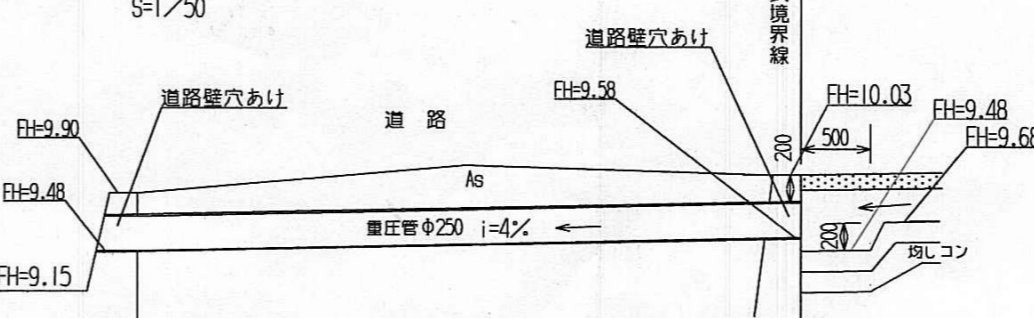 S=1/50
境界線
道路壁穴あけ
道路壁穴あけ
FH=9.58
FH=10.03
FH=9.48
FH=9.90
道 路
200
500
FH=9.68
As
FH=9.48
重圧管Φ250 i=4%
200
均しコン
FH=9.15